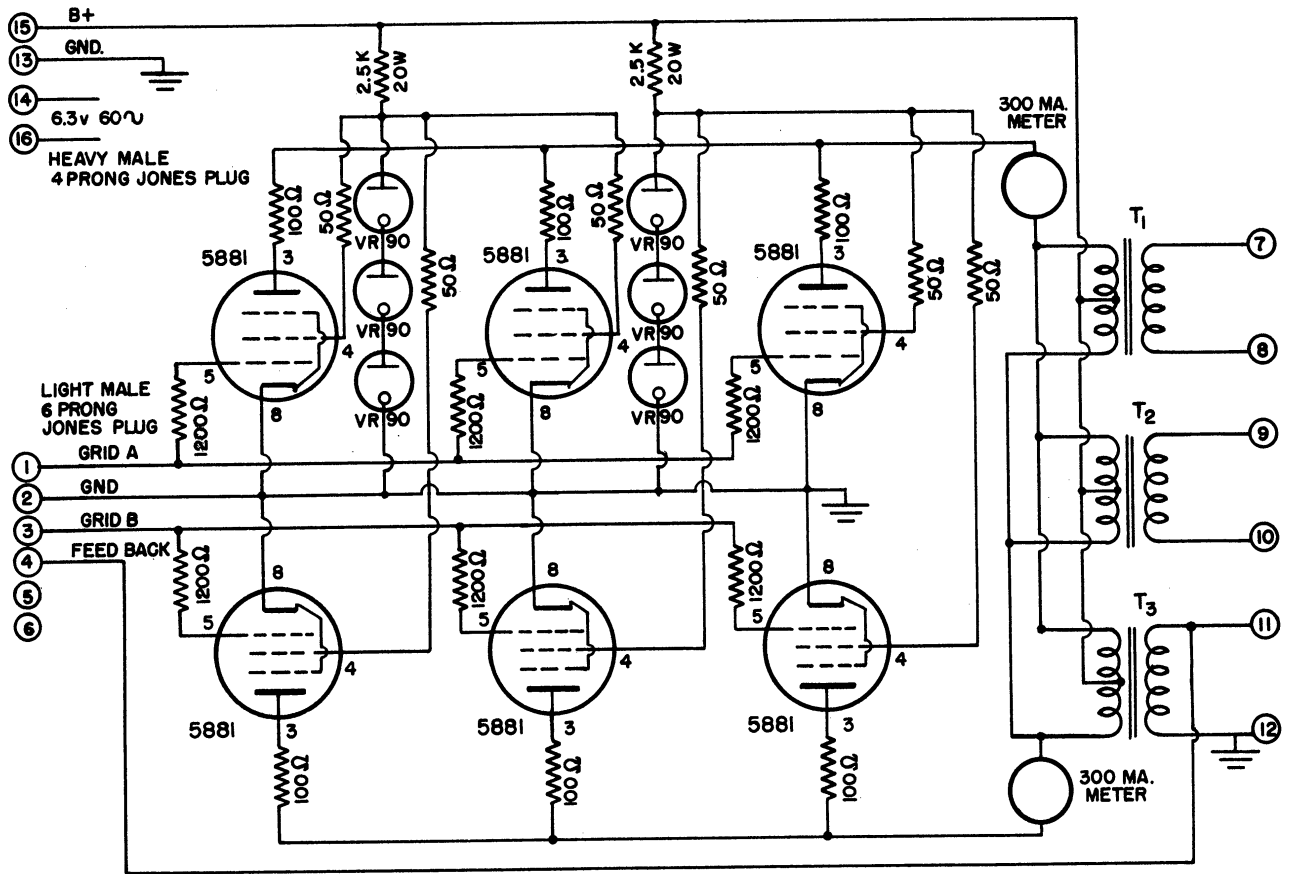 15 B+
13 GND.
14
6.3v 60~
16
HEAVY MALE
4 PRONG JONES PLUG
2.5K
20W
2.5K
20W
300 MA.
METER
100Ω
50Ω
100Ω
50Ω
100Ω
50Ω
50Ω
50Ω
50Ω
VR 90
VR 90
VR 90
VR 90
VR 90
VR 90
5881 3
5881 3
5881 3
4
4
4
5
5
5
8
8
8
1200Ω
1200Ω
1200Ω
T1
7
8
T2
9
10
T3
11
12
LIGHT MALE
6 PRONG
JONES PLUG
1 GRID A
2 GND
3 GRID B
4 FEED BACK
5
6
1200Ω
1200Ω
1200Ω
8
8
8
5
5
5
4
4
4
5881 3
5881 3
5881 3
100Ω
100Ω
100Ω
300 MA.
METER